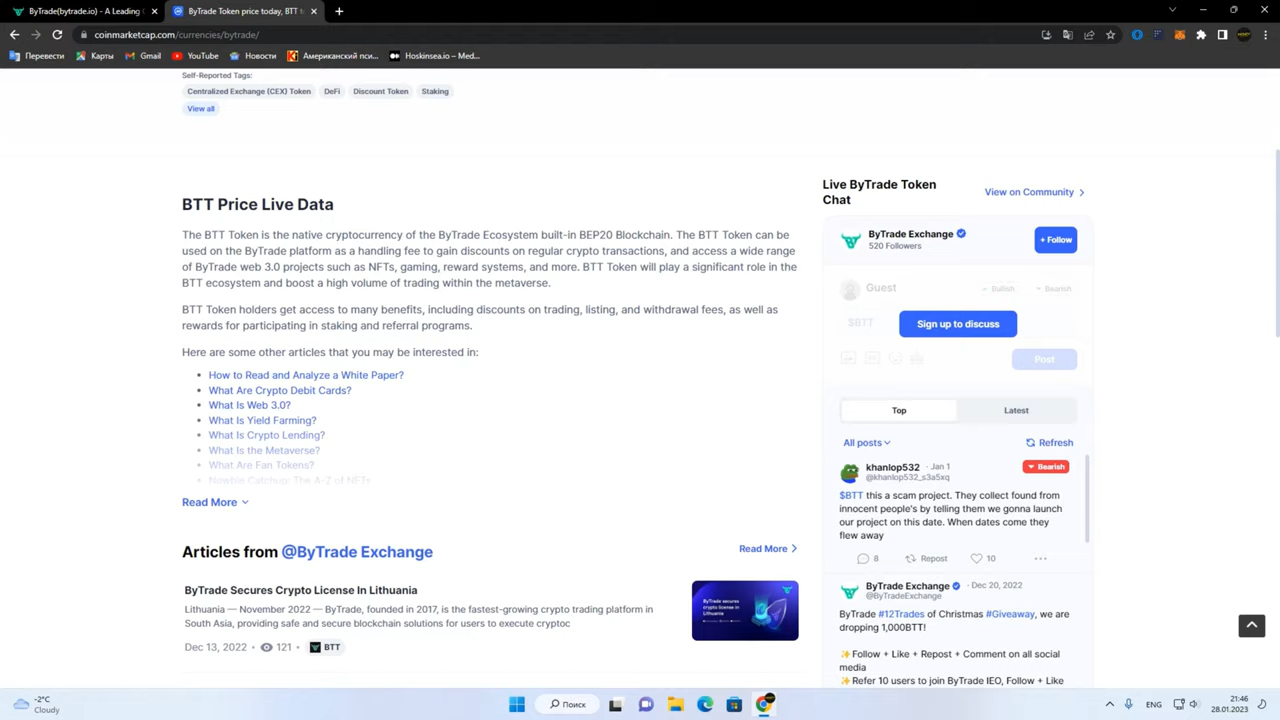 ByTrade(bytrade.io) - A Leading C
BTT Token price today, BTT to
coinmarketcap.com/currencies/bytrade/
Перевести
Карты
Gmail
YouTube
Новости
Американский пси...
Hoskinsea.io – Med...
Self-Reported Tags:
Centralized Exchange (CEX) Token
DeFi
Discount Token
Staking
View all
BTT Price Live Data
The BTT Token is the native cryptocurrency of the ByTrade Ecosystem built-in BEP20 Blockchain. The BTT Token can be
used on the ByTrade platform as a handling fee to gain discounts on regular crypto transactions, and access a wide range
of ByTrade web 3.0 projects such as NFTs, gaming, reward systems, and more. BTT Token will play a significant role in the
BTT ecosystem and boost a high volume of trading within the metaverse.
BTT Token holders get access to many benefits, including discounts on trading, listing, and withdrawal fees, as well as
rewards for participating in staking and referral programs.
Here are some other articles that you may be interested in:
• How to Read and Analyze a White Paper?
• What Are Crypto Debit Cards?
• What Is Web 3.0?
• What Is Yield Farming?
• What Is Crypto Lending?
• What Is the Metaverse?
• What Are Fan Tokens?
• Newbie Catchup: The A-Z of NFTs
Read More
Articles from @ByTrade Exchange
Read More
ByTrade Secures Crypto License In Lithuania
Lithuania — November 2022 — ByTrade, founded in 2017, is the fastest-growing crypto trading platform in
South Asia, providing safe and secure blockchain solutions for users to execute cryptoc
Dec 13, 2022 • 121 • BTT
ByTrade secures
crypto license in
Lithuania
Live ByTrade Token
Chat
View on Community
ByTrade Exchange
520 Followers
+ Follow
Guest
Bullish
Bearish
$BTT
Sign up to discuss
Post
Top
Latest
All posts
Refresh
khanlop532 · Jan 1
@khanlop532_s3a5xq
Bearish
$BTT this a scam project. They collect found from
innocent people's by telling them we gonna launch
our project on this date. When dates come they
flew away
8
Repost
10
ByTrade Exchange · Dec 20, 2022
@ByTradeExchange
ByTrade #12Trades of Christmas #Giveaway, we are
dropping 1,000BTT!
✨Follow + Like + Repost + Comment on all social
media
✨Refer 10 users to join ByTrade IEO, Follow + Like
-2°C
Cloudy
Поиск
ENG
21:46
28.01.2023